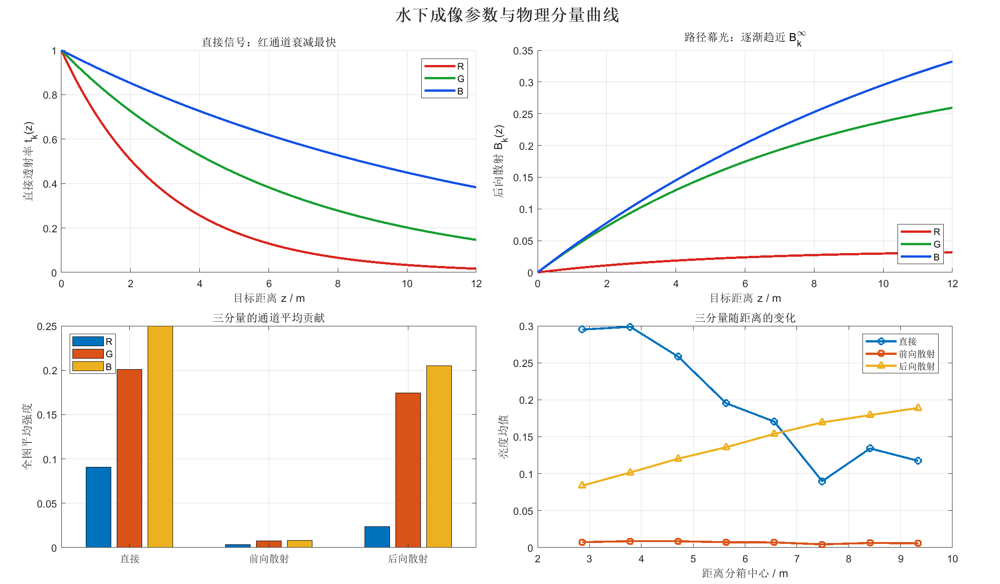 水下成像参数与物理分量曲线
直接信号：红通道衰减最快
直接透射率 t_k(z)
1
0.8
0.6
0.4
0.2
0
0 2 4 6 8 10 12
目标距离 z / m
R
G
B
路径幕光：逐渐趋近 B_k^∞
后向散射 B_k(z)
0.35
0.3
0.25
0.2
0.15
0.1
0.05
0
0 2 4 6 8 10 12
目标距离 z / m
R
G
B
三分量的通道平均贡献
全图平均强度
0.25
0.2
0.15
0.1
0.05
0
直接 前向散射 后向散射
R
G
B
三分量随距离的变化
亮度均值
0.3
0.25
0.2
0.15
0.1
0.05
0
2 3 4 5 6 7 8 9 10
距离分箱中心 / m
直接
前向散射
后向散射